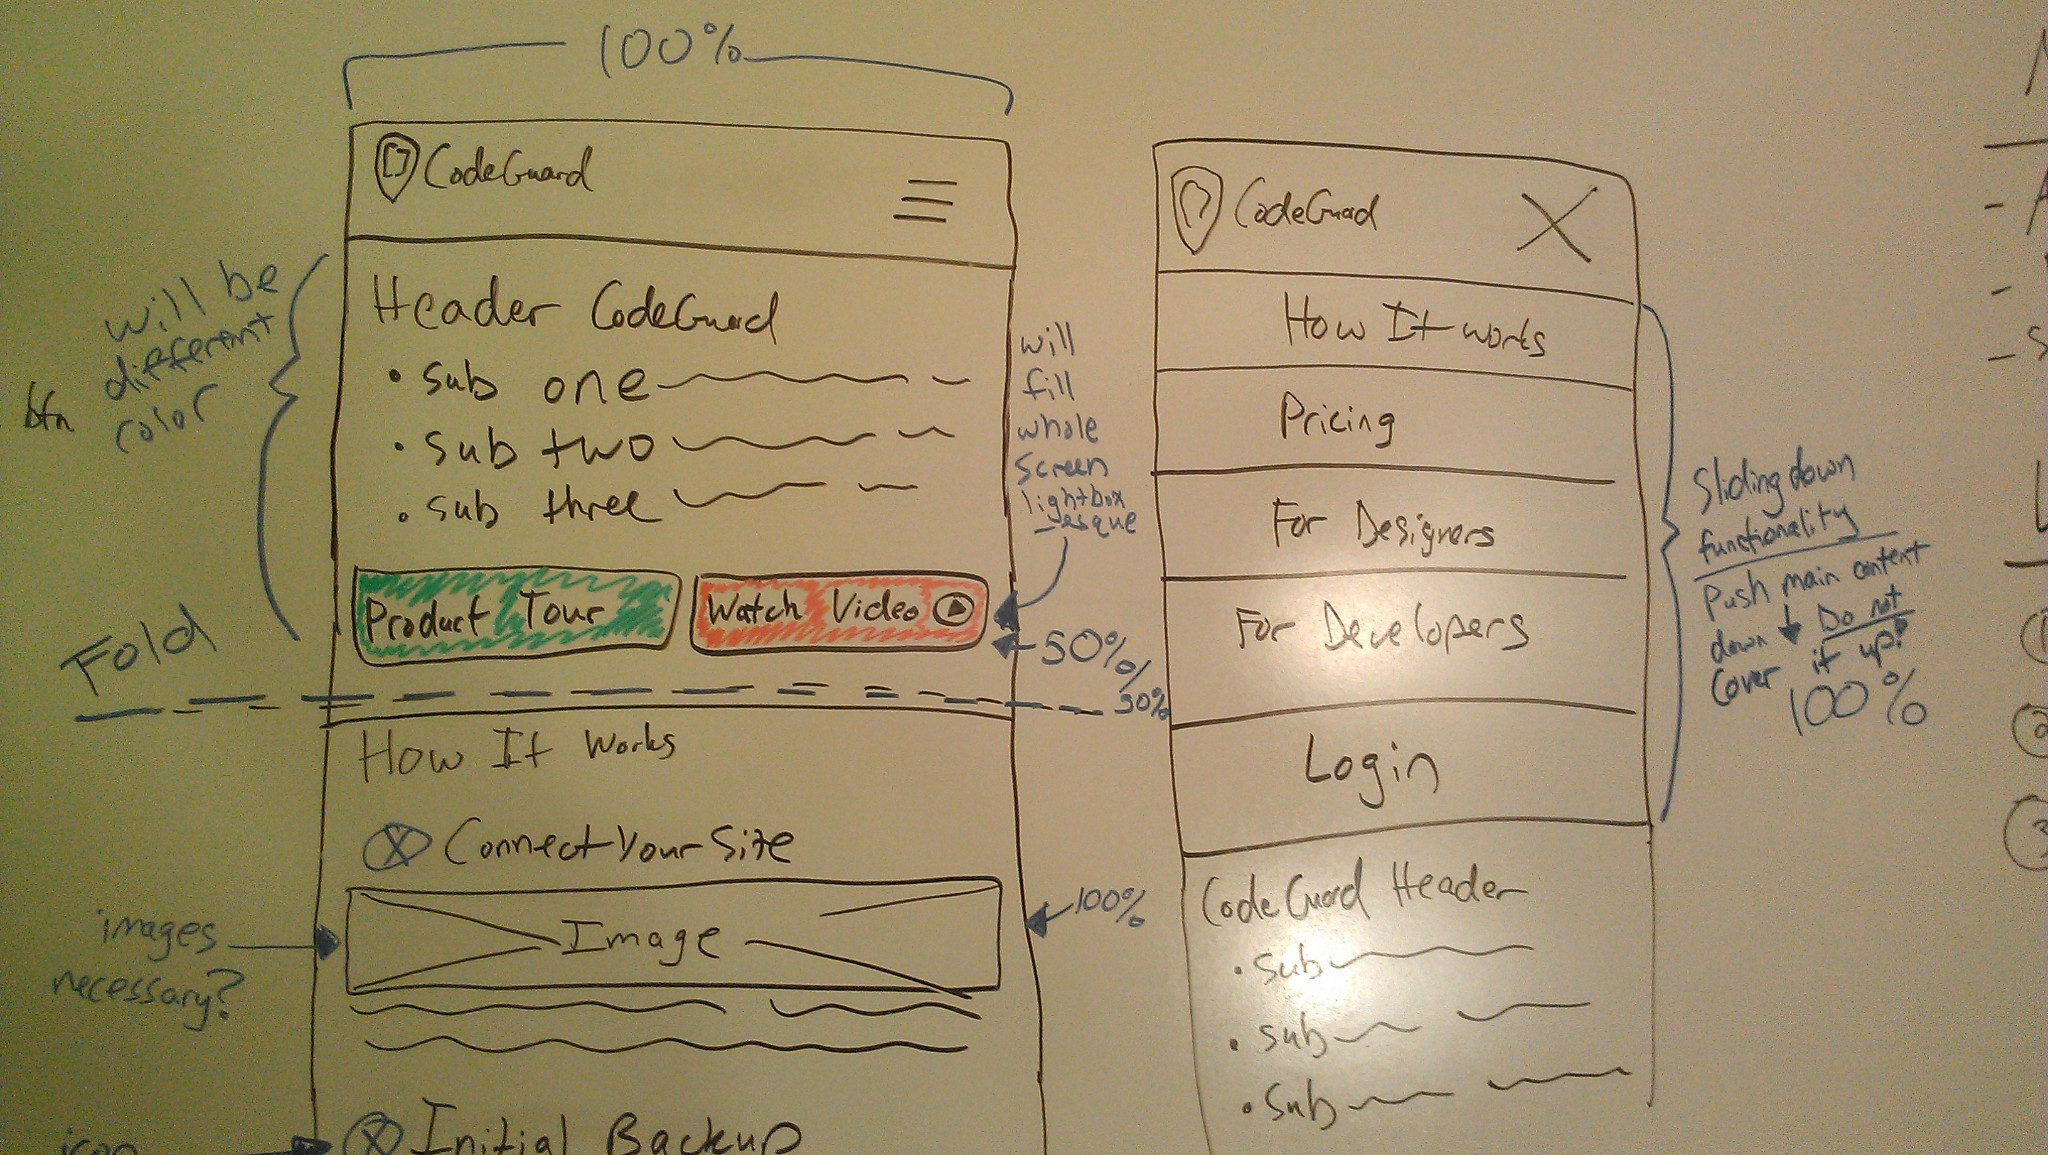 100%
CodeGuard
Header CodeGuard
• sub one
• sub two
• sub three
Product Tour
Watch Video
How It Works
X Connect Your Site
Image
X Initial Backup
btn
will be
different
color
Fold
images
necessary?
icon
will
fill
whole
screen
lightbox
-esque
50%
100%
CodeGuard
X
How It works
Pricing
For Designers
For Developers
Login
CodeGuard Header
• sub
• sub
• sub
Sliding down
functionality
Push main content
down Do not
cover it up!
100%